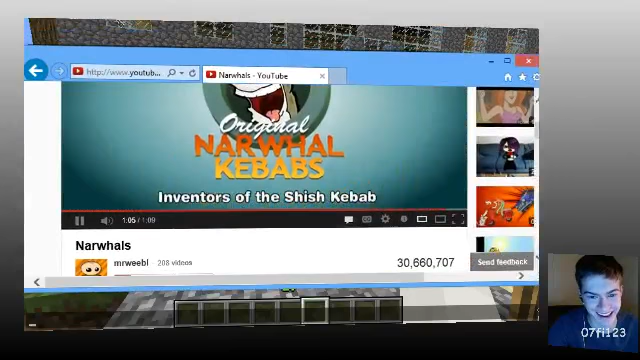 http://www.youtub...
Narwhals - YouTube
Original
NARWHAL
KEBABS
Inventors of the Shish Kebab
1:05 / 1:09
Narwhals
mrweebl 208 videos
30,660,707
Send feedback
07fi123